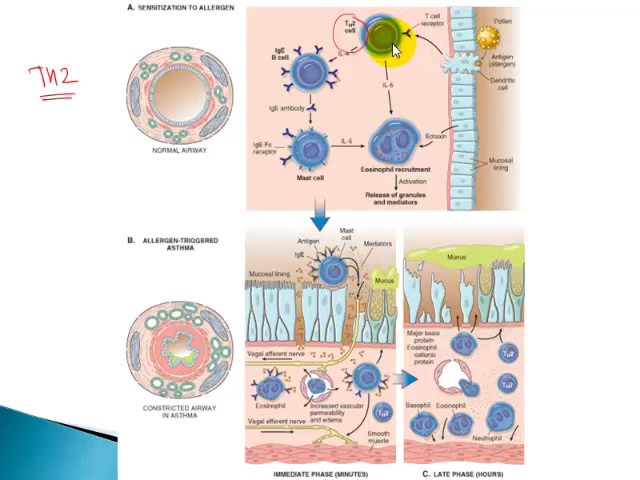 A. SENSITIZATION TO ALLERGEN
TH2
NORMAL AIRWAY
TH2
cell
T cell
receptor
Pollen
IgE
B cell
IL-4
Antigen
(allergen)
Dendritic
cell
IL-5
IgE antibody
IgE Fc
receptor
IL-5
Eotaxin
Mast cell
Eosinophil recruitment
Activation
Release of granules
and mediators
Mucosal
lining
B. ALLERGEN-TRIGGERED
ASTHMA
CONSTRICTED AIRWAY
IN ASTHMA
Antigen
Mast
cell
IgE
Mediators
Mucosal lining
Mucus
Vagal afferent nerve
Eosinophil
Increased vascular
permeability
and edema
TH2
Vagal afferent nerve
Smooth
muscle
IMMEDIATE PHASE (MINUTES)
Mucus
Major basic
protein
Eosinophil
cationic
protein
TH2
TH2
TH2
Basophil
Eosinophil
Neutrophil
C. LATE PHASE (HOURS)